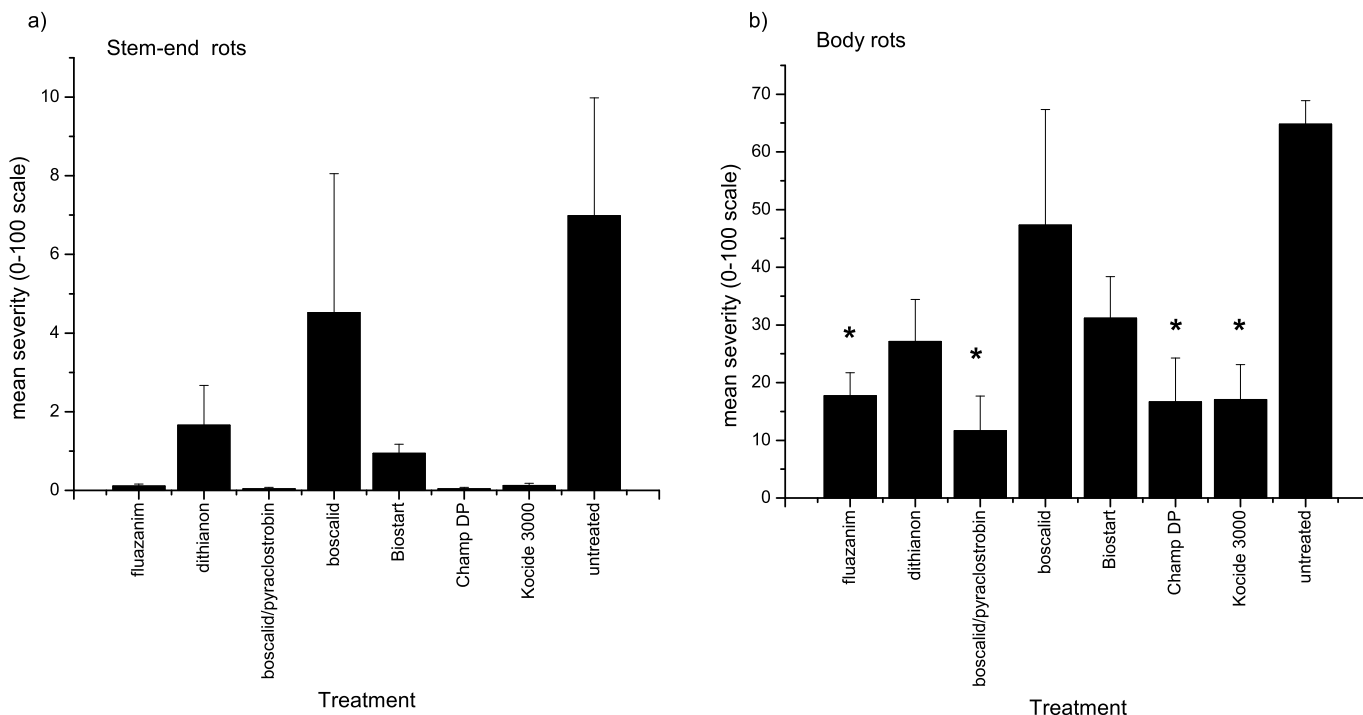 a)
Stem-end rots
mean severity (0-100 scale)
10
8
6
4
2
0
fluazanim
dithianon
boscalid/pyraclostrobin
boscalid
Biostart
Champ DP
Kocide 3000
untreated
Treatment
b)
Body rots
mean severity (0-100 scale)
70
60
50
40
30
20
10
0
*
*
*
*
fluazanim
dithianon
boscalid/pyraclostrobin
boscalid
Biostart
Champ DP
Kocide 3000
untreated
Treatment